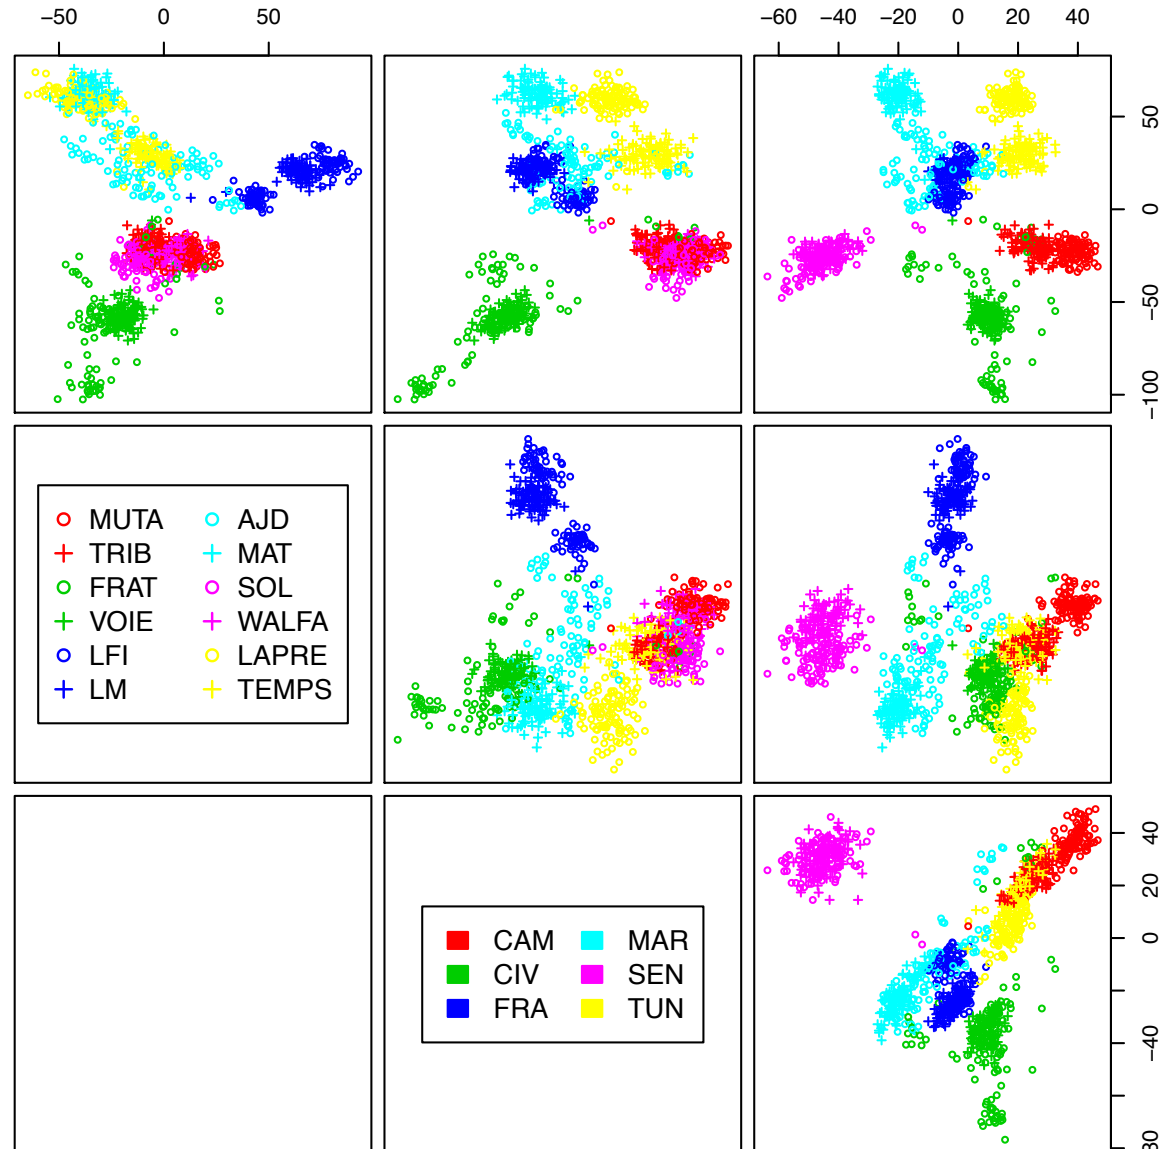 −50 0 50 −60 −40 −20 0 20 40
50
0
−50
−100
MUTA AJD
TRIB MAT
FRAT SOL
VOIE WALFA
LFI LAPRE
LM TEMPS
40
20
0
−40
CAM MAR
CIV SEN
FRA TUN